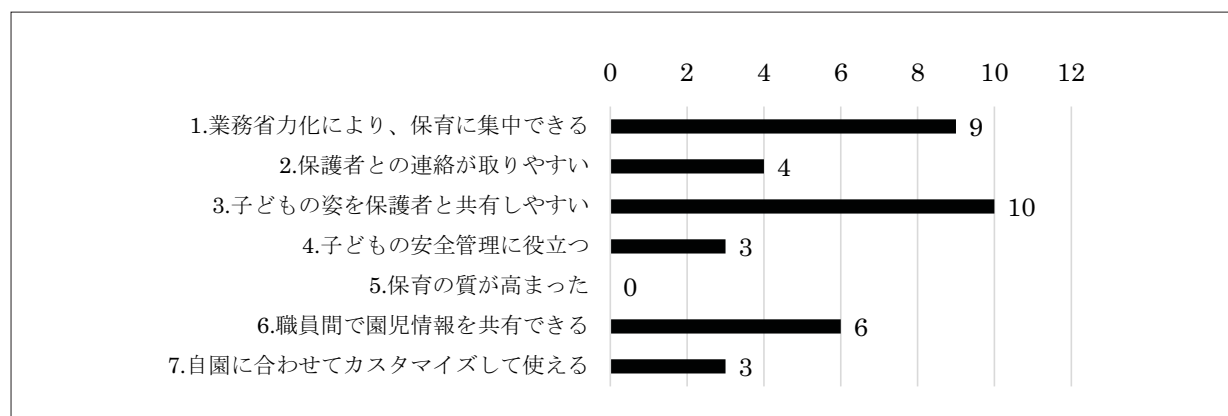 0 2 4 6 8 10 12
1.業務省力化により、保育に集中できる 9
2.保護者との連絡が取りやすい 4
3.子どもの姿を保護者と共有しやすい 10
4.子どもの安全管理に役立つ 3
5.保育の質が高まった 0
6.職員間で園児情報を共有できる 6
7.自園に合わせてカスタマイズして使える 3